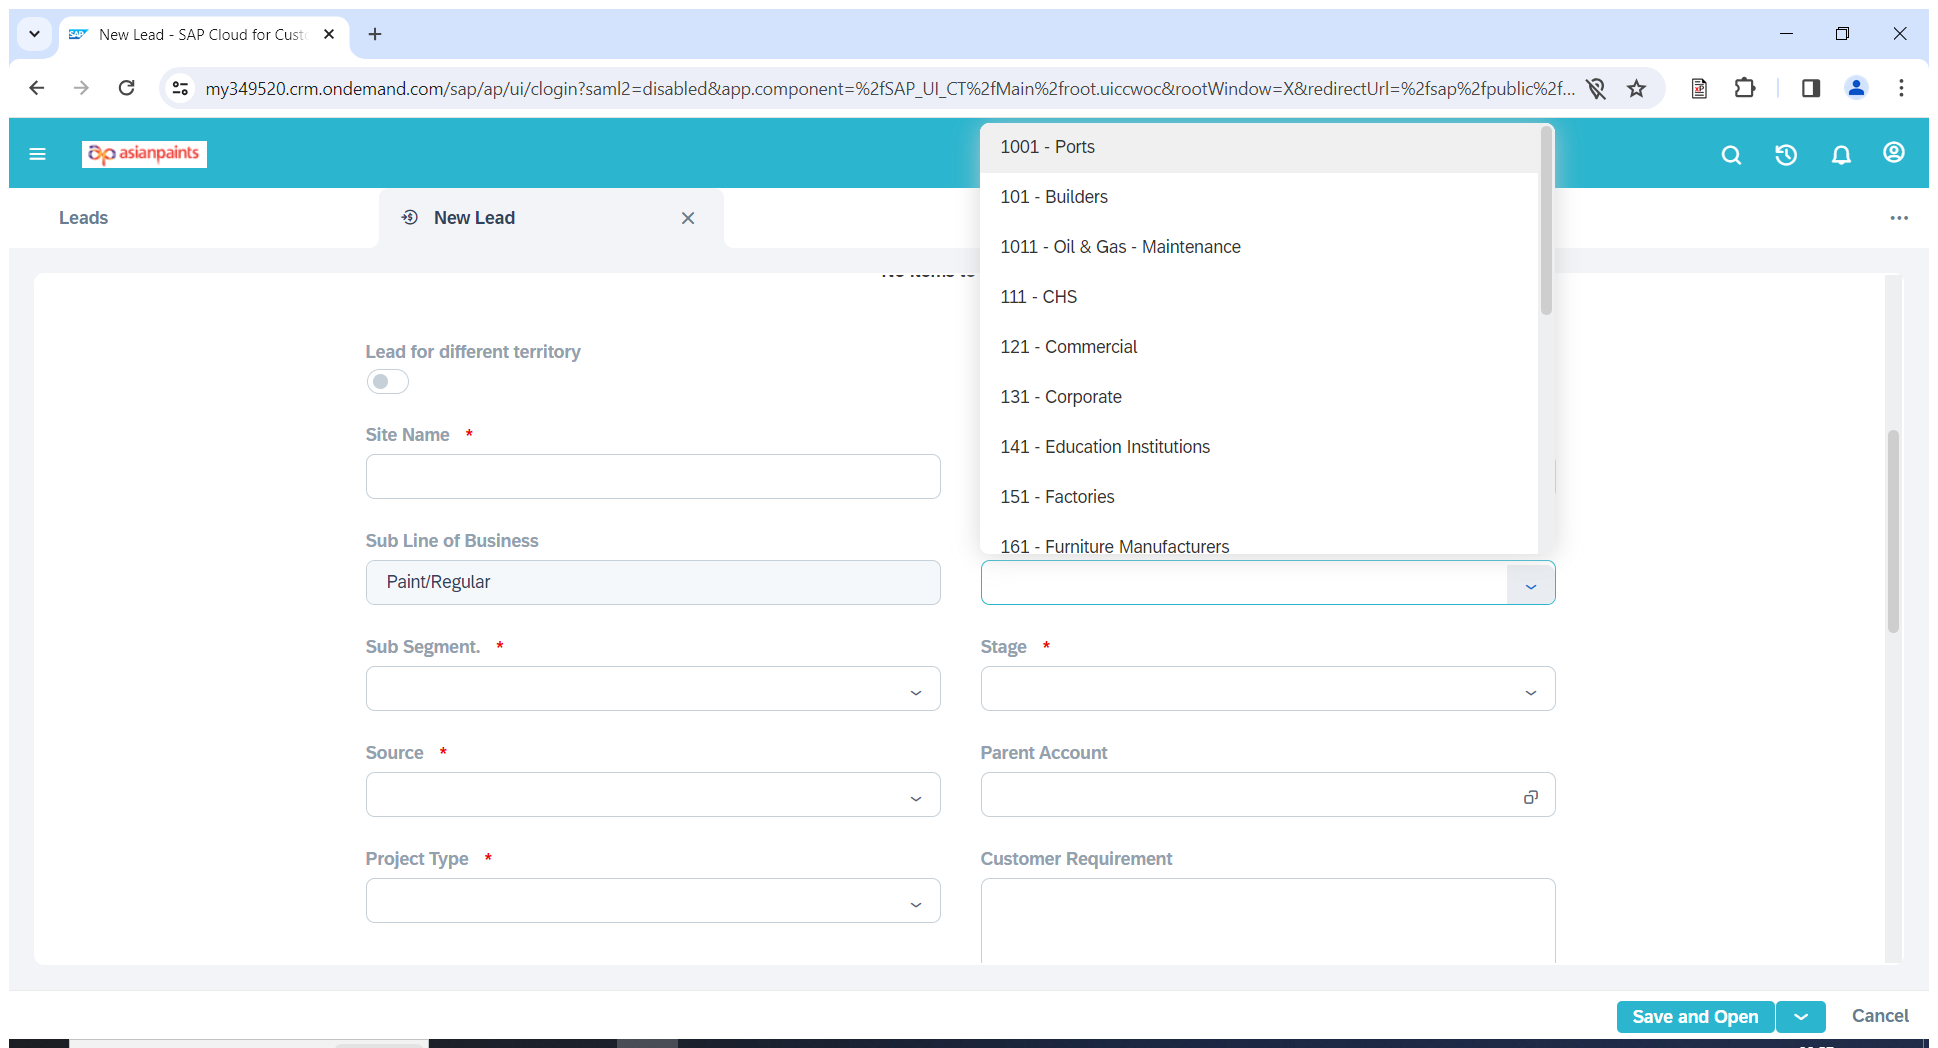 New Lead - SAP Cloud for Cust
my349520.crm.ondemand.com/sap/ap/ui/clogin?saml2=disabled&app.component=%2fSAP_UI_CT%2fMain%2froot.uiccwoc&rootWindow=X&redirectUrl=%2fsap%2fpublic%2f...
asianpaints
Leads
New Lead
No items to
1001 - Ports
101 - Builders
1011 - Oil & Gas - Maintenance
111 - CHS
121 - Commercial
131 - Corporate
141 - Education Institutions
151 - Factories
161 - Furniture Manufacturers
Lead for different territory
Site Name *
Sub Line of Business
Paint/Regular
Sub Segment. *
Stage *
Source *
Parent Account
Project Type *
Customer Requirement
Save and Open
Cancel